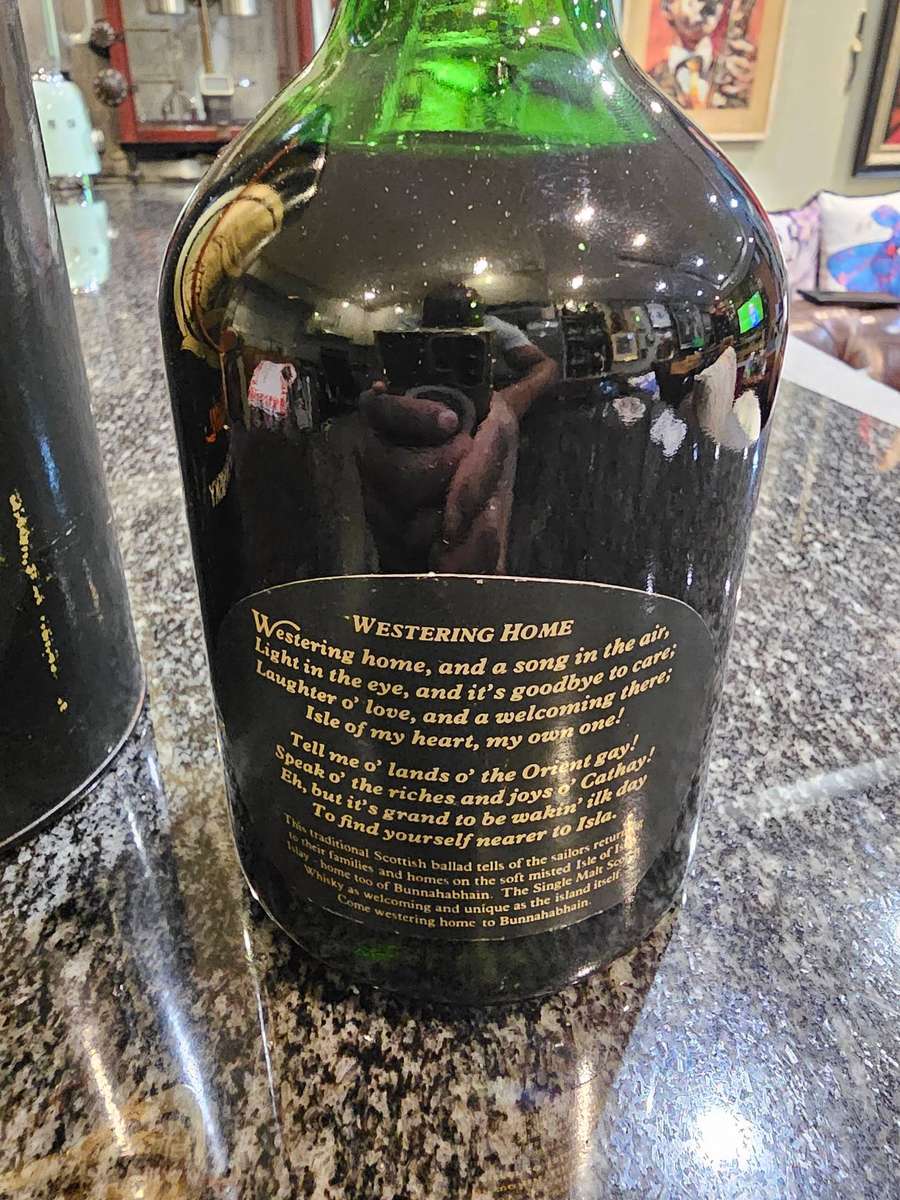 WESTERING HOME
Westering home, and a song in the air,
Light in the eye, and it's goodbye to care;
Laughter o' love, and a welcoming there;
Isle of my heart, my own one!
Tell me o' lands o' the Orient gay!
Speak o' the riches and joys o' Cathay!
Eh, but it's grand to be wakin' ilk day
To find yourself nearer to Isla.
This traditional Scottish ballad tells of the sailors
to their families and homes on the soft misted Isle of
Islay - home too of Bunnahabhain. The Single Malt
Whisky as welcoming and unique as the island itself.
Come westering home to Bunnahabhain.